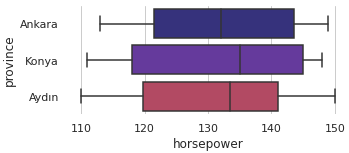 province
Ankara
Konya
Aydın
110 120 130 140 150
horsepower